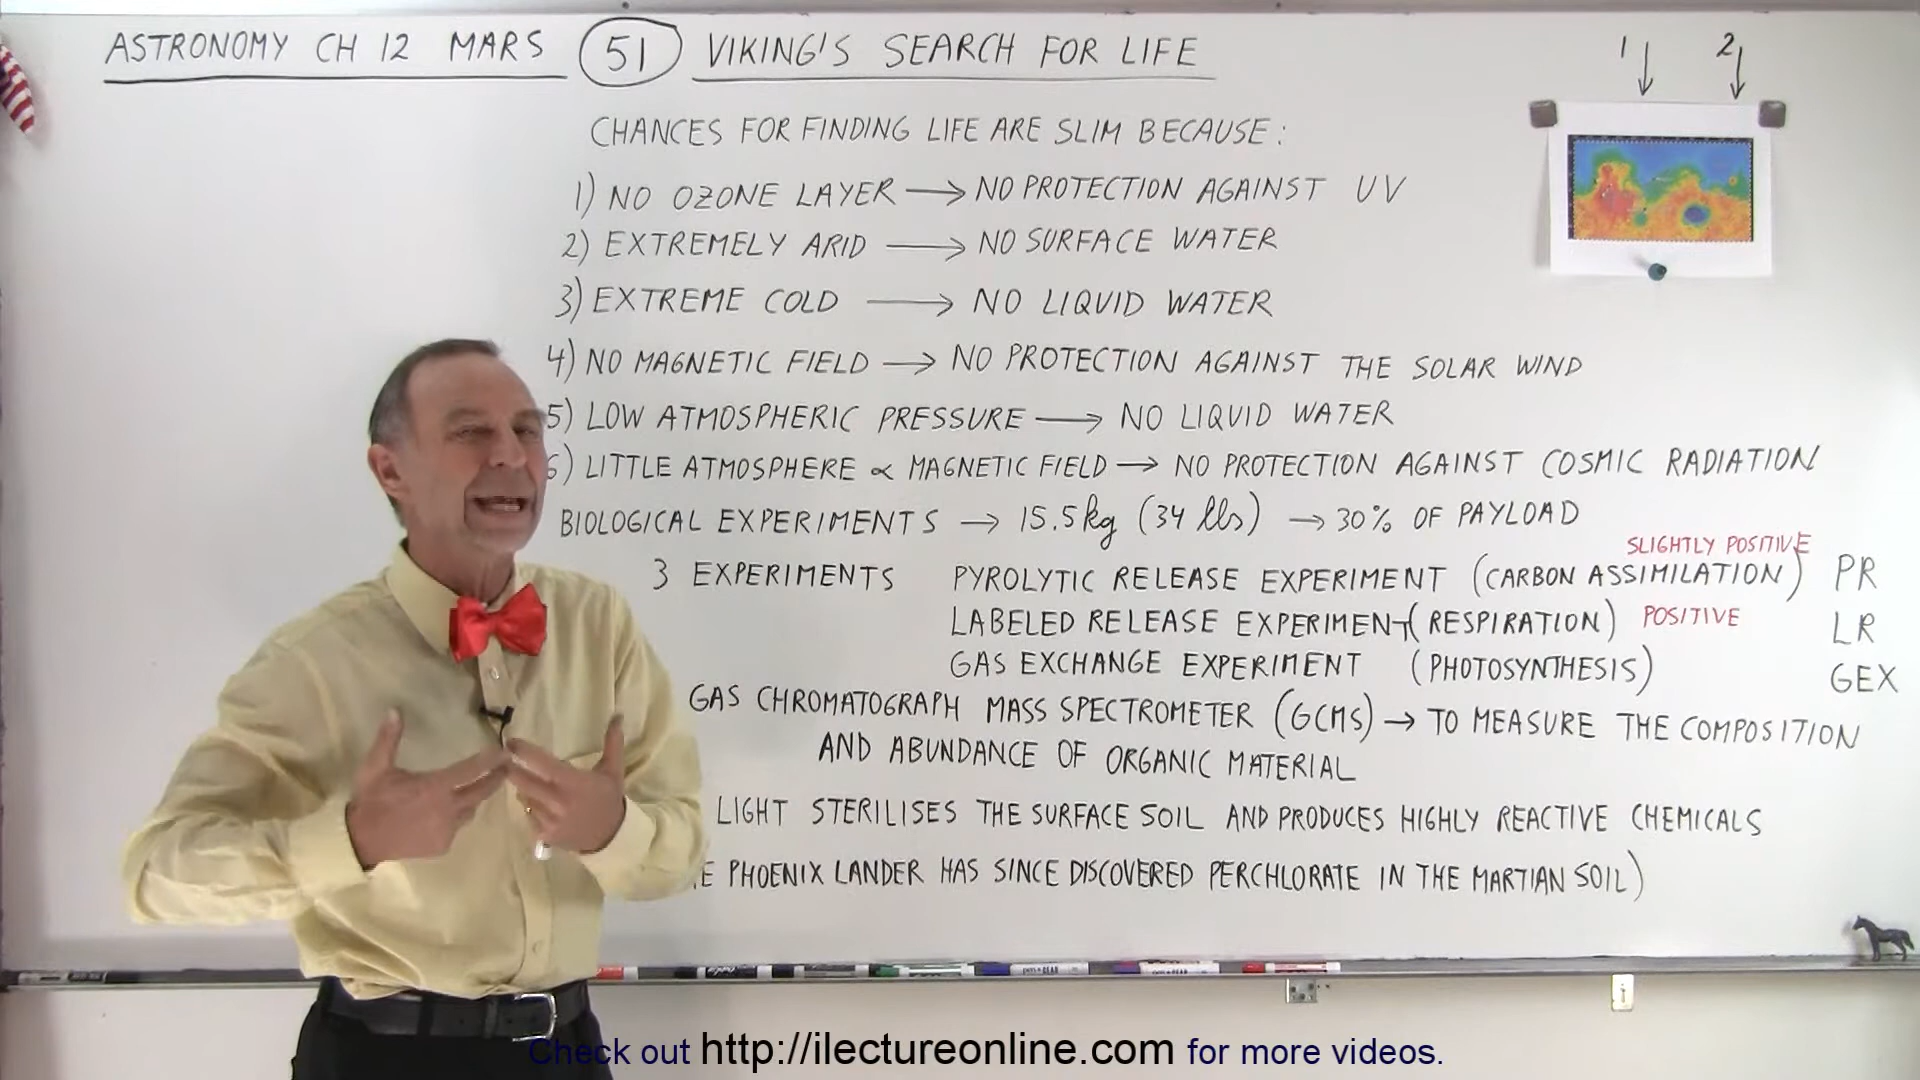 ASTRONOMY CH 12 MARS 51 VIKING'S SEARCH FOR LIFE
1 2
CHANCES FOR FINDING LIFE ARE SLIM BECAUSE:
1) NO OZONE LAYER → NO PROTECTION AGAINST UV
2) EXTREMELY ARID → NO SURFACE WATER
3) EXTREME COLD → NO LIQUID WATER
4) NO MAGNETIC FIELD → NO PROTECTION AGAINST THE SOLAR WIND
5) LOW ATMOSPHERIC PRESSURE → NO LIQUID WATER
6) LITTLE ATMOSPHERE ∝ MAGNETIC FIELD → NO PROTECTION AGAINST COSMIC RADIATION
BIOLOGICAL EXPERIMENTS → 15.5kg (34 lbs) → 30% OF PAYLOAD
SLIGHTLY POSITIVE
3 EXPERIMENTS PYROLYTIC RELEASE EXPERIMENT (CARBON ASSIMILATION) PR
LABELED RELEASE EXPERIMENT (RESPIRATION) POSITIVE LR
GAS EXCHANGE EXPERIMENT (PHOTOSYNTHESIS) GEX
GAS CHROMATOGRAPH MASS SPECTROMETER (GCMS) → TO MEASURE THE COMPOSITION
AND ABUNDANCE OF ORGANIC MATERIAL
LIGHT STERILISES THE SURFACE SOIL AND PRODUCES HIGHLY REACTIVE CHEMICALS
PHOENIX LANDER HAS SINCE DISCOVERED PERCHLORATE IN THE MARTIAN SOIL)
Check out http://ilectureonline.com for more videos.